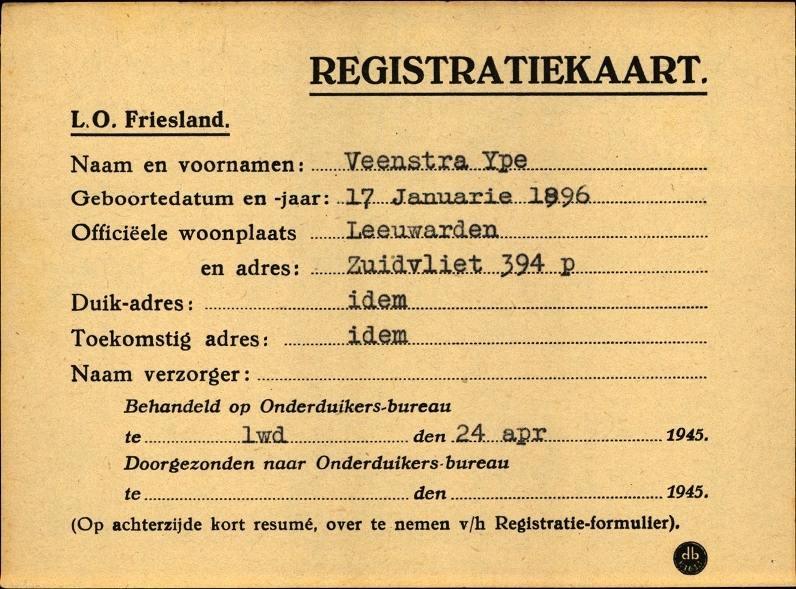 REGISTRATIEKAART.
L.O. Friesland.
Naam en voornamen: Veenstra Ype
Geboortedatum en -jaar: 17 Januarie 1896
Officiëele woonplaats Leeuwarden
en adres: Zuidvliet 394 p
Duik-adres: idem
Toekomstig adres: idem
Naam verzorger:
Behandeld op Onderduikers-bureau
te lwd den 24 apr 1945.
Doorgezonden naar Onderduikers-bureau
te den 1945.
(Op achterzijde kort resumé, over te nemen v/h Registratie-formulier).
db